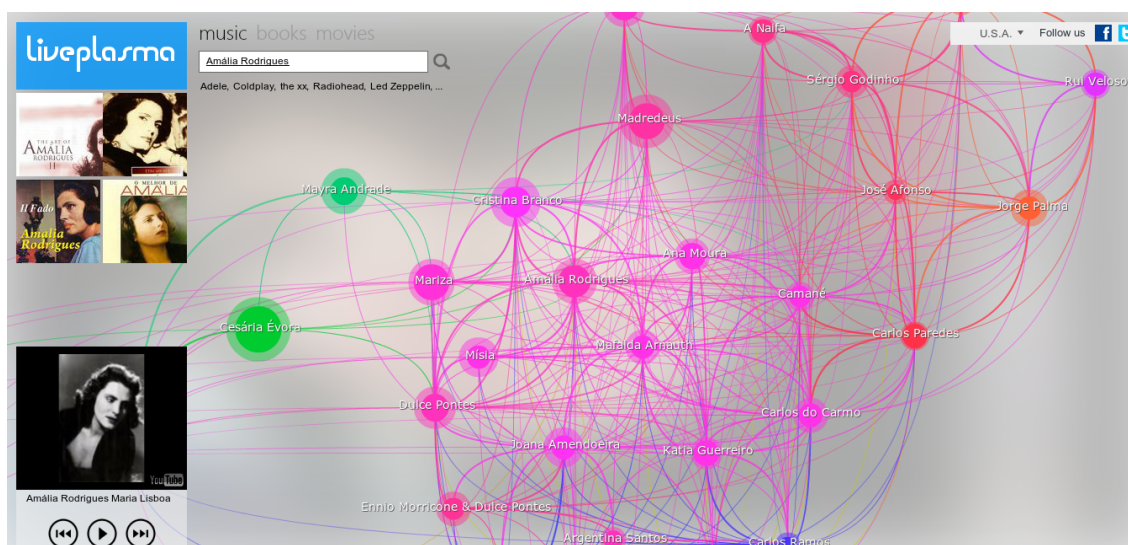 liveplasma
music books movies
Amália Rodrigues
Adele, Coldplay, the xx, Radiohead, Led Zeppelin, ...
U.S.A. ▼ Follow us
THE ART OF
AMALIA
RODRIGUES
II
O MELHOR DE
AMÁLIA
Il Fado
Amalia
Rodrigues
A Naifa
Sérgio Godinho
Rui Veloso
Madredeus
Mayra Andrade
Cristina Branco
José Afonso
Jorge Palma
Ana Moura
Mariza
Amália Rodrigues
Camané
Cesária Évora
Carlos Paredes
Mísia
Mafalda Arnauth
Dulce Pontes
Carlos do Carmo
Joana Amendoeira
Katia Guerreiro
Ennio Morricone & Dulce Pontes
Argentina Santos
Carlos Ramos
YouTube
Amália Rodrigues Maria Lisboa